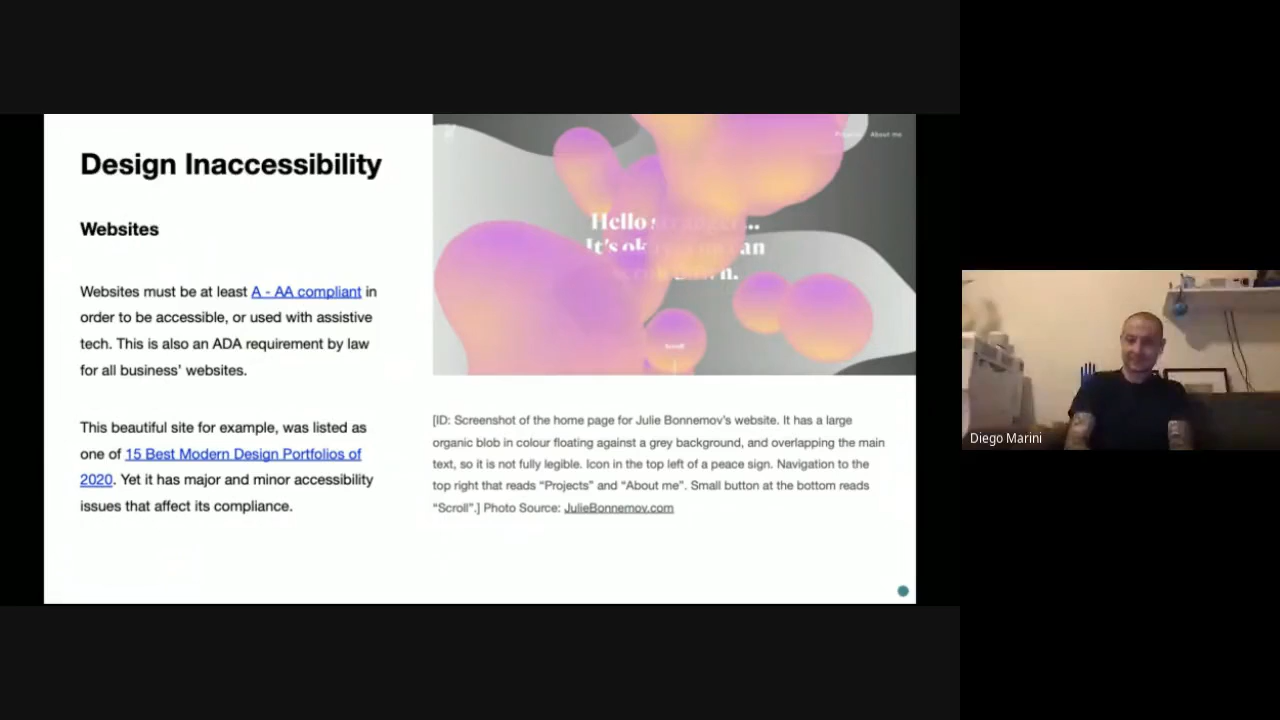 Design Inaccessibility
Websites
Websites must be at least A - AA compliant in
order to be accessible, or used with assistive
tech. This is also an ADA requirement by law
for all business’ websites.
This beautiful site for example, was listed as
one of 15 Best Modern Design Portfolios of
2020. Yet it has major and minor accessibility
issues that affect its compliance.
About me
Hello
It’s ok
Scroll
[ID: Screenshot of the home page for Julie Bonnemov’s website. It has a large
organic blob in colour floating against a grey background, and overlapping the main
text, so it is not fully legible. Icon in the top left of a peace sign. Navigation to the
top right that reads “Projects” and “About me”. Small button at the bottom reads
“Scroll”.] Photo Source: JulieBonnemov.com
Diego Marini